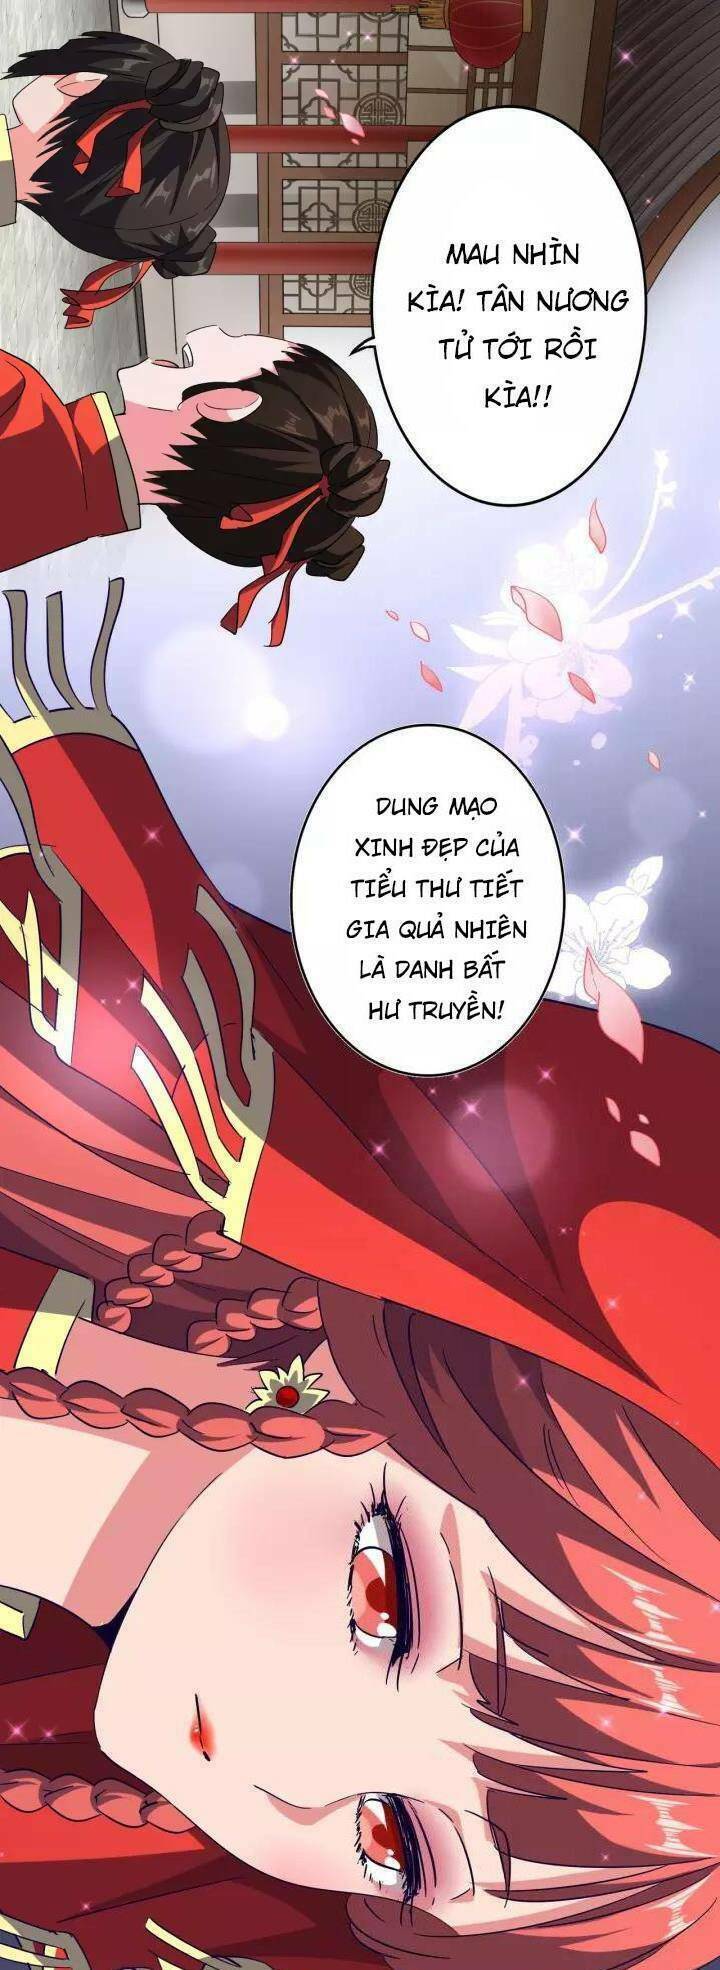 MAU NHÌN
KÌA! TÂN NƯƠNG
TỬ TỚI RỒI
KÌA!!
DUNG MẠO
XINH ĐẸP CỦA
TIỂU THƯ TIẾT
GIA QUẢ NHIÊN
LÀ DANH BẤT
HƯ TRUYỀN!